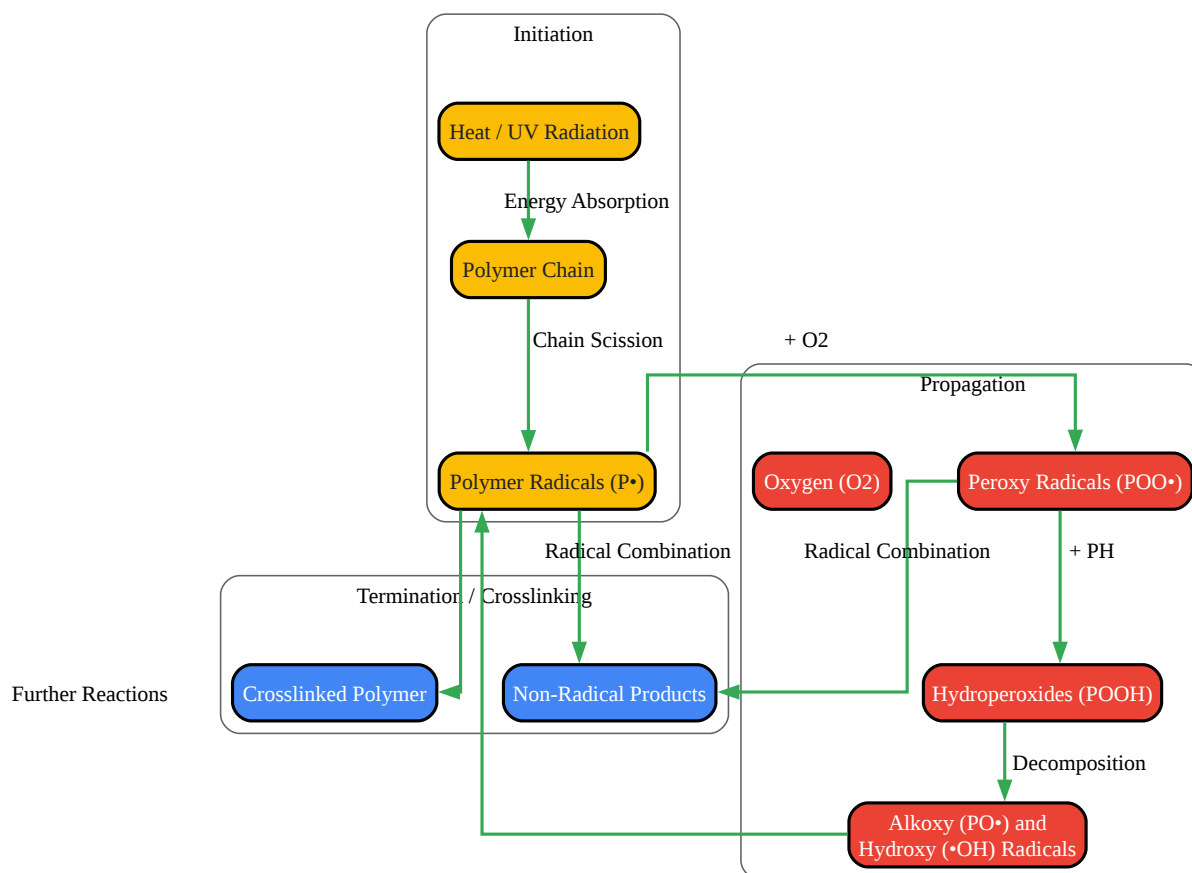 Initiation
Heat / UV Radiation
Energy Absorption
Polymer Chain
Chain Scission
+ O2
Propagation
Polymer Radicals (P•)
Oxygen (O2)
Peroxy Radicals (POO•)
Radical Combination
Radical Combination
+ PH
Termination / Crosslinking
Further Reactions
Crosslinked Polymer
Non-Radical Products
Hydroperoxides (POOH)
Decomposition
Alkoxy (PO•) and
Hydroxy (•OH) Radicals